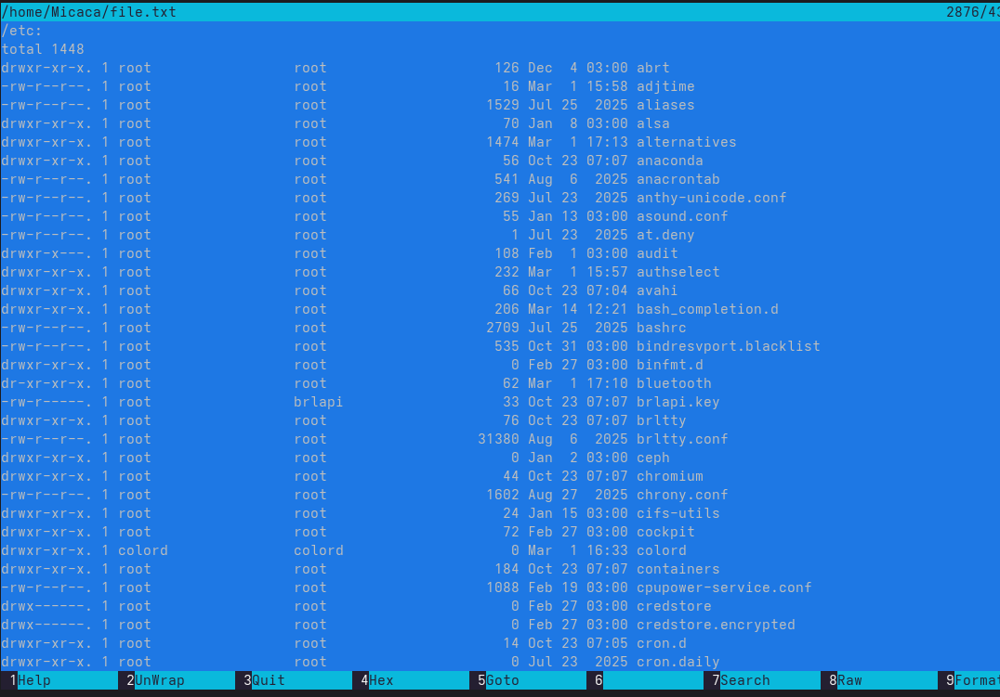 /home/Micaca/file.txt 2876/43
/etc:
total 1448
drwxr-xr-x. 1 root root 126 Dec 4 03:00 abrt
-rw-r--r--. 1 root root 16 Mar 1 15:58 adjtime
-rw-r--r--. 1 root root 1529 Jul 25 2025 aliases
drwxr-xr-x. 1 root root 70 Jan 8 03:00 alsa
drwxr-xr-x. 1 root root 1474 Mar 1 17:13 alternatives
drwxr-xr-x. 1 root root 56 Oct 23 07:07 anaconda
-rw-r--r--. 1 root root 541 Aug 6 2025 anacrontab
-rw-r--r--. 1 root root 269 Jul 23 2025 anthy-unicode.conf
-rw-r--r--. 1 root root 55 Jan 13 03:00 asound.conf
-rw-r--r--. 1 root root 1 Jul 23 2025 at.deny
drwxr-x---. 1 root root 108 Feb 1 03:00 audit
drwxr-xr-x. 1 root root 232 Mar 1 15:57 authselect
drwxr-xr-x. 1 root root 66 Oct 23 07:04 avahi
drwxr-xr-x. 1 root root 206 Mar 14 12:21 bash_completion.d
-rw-r--r--. 1 root root 2709 Jul 25 2025 bashrc
-rw-r--r--. 1 root root 535 Oct 31 03:00 bindresvport.blacklist
drwxr-xr-x. 1 root root 0 Feb 27 03:00 binfmt.d
dr-xr-xr-x. 1 root root 62 Mar 1 17:10 bluetooth
-rw-r-----. 1 root brlapi 33 Oct 23 07:07 brlapi.key
drwxr-xr-x. 1 root root 76 Oct 23 07:07 brltty
-rw-r--r--. 1 root root 31380 Aug 6 2025 brltty.conf
drwxr-xr-x. 1 root root 0 Jan 2 03:00 ceph
drwxr-xr-x. 1 root root 44 Oct 23 07:07 chromium
-rw-r--r--. 1 root root 1602 Aug 27 2025 chrony.conf
drwxr-xr-x. 1 root root 24 Jan 15 03:00 cifs-utils
drwxr-xr-x. 1 root root 72 Feb 27 03:00 cockpit
drwxr-xr-x. 1 colord colord 0 Mar 1 16:33 colord
drwxr-xr-x. 1 root root 184 Oct 23 07:07 containers
-rw-r--r--. 1 root root 1088 Feb 19 03:00 cpupower-service.conf
drwx------. 1 root root 0 Feb 27 03:00 credstore
drwx------. 1 root root 0 Feb 27 03:00 credstore.encrypted
drwxr-xr-x. 1 root root 14 Oct 23 07:05 cron.d
drwxr-xr-x. 1 root root 0 Jul 23 2025 cron.daily
1Help 2UnWrap 3Quit 4Hex 5Goto 6 7Search 8Raw 9Format